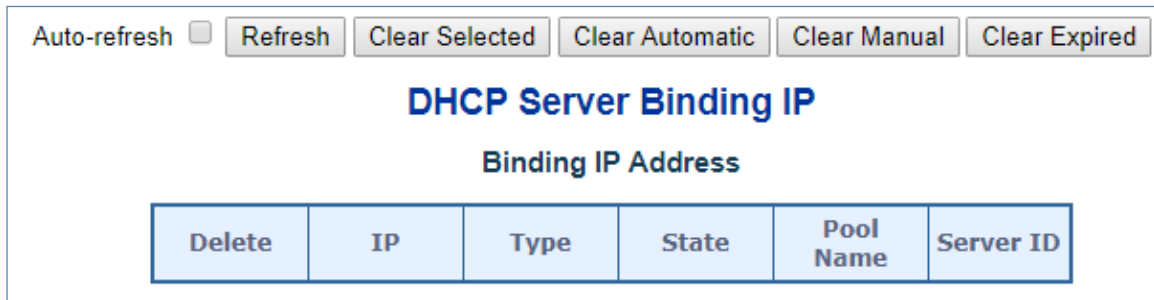 Auto-refresh Refresh Clear Selected Clear Automatic Clear Manual Clear Expired
DHCP Server Binding IP
Binding IP Address
Delete IP Type State Pool Name Server ID